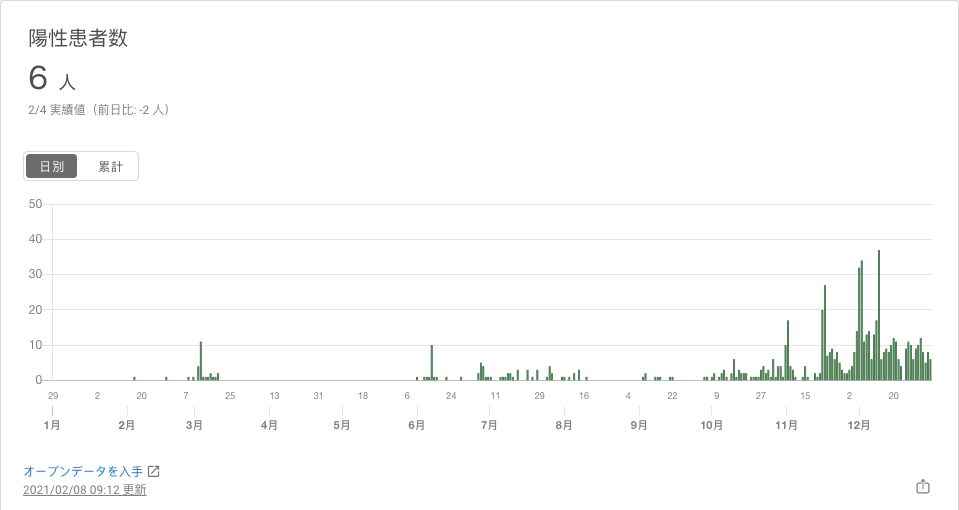 陽性患者数
6 人
2/4 実績値（前日比: -2 人）
日別 累計
50
40
30
20
10
0
29 2 20 7 25 13 31 18 6 24 11 29 16 4 22 9 27 15 2 20
1月 2月 3月 4月 5月 6月 7月 8月 9月 10月 11月 12月
オープンデータを入手
2021/02/08 09:12 更新